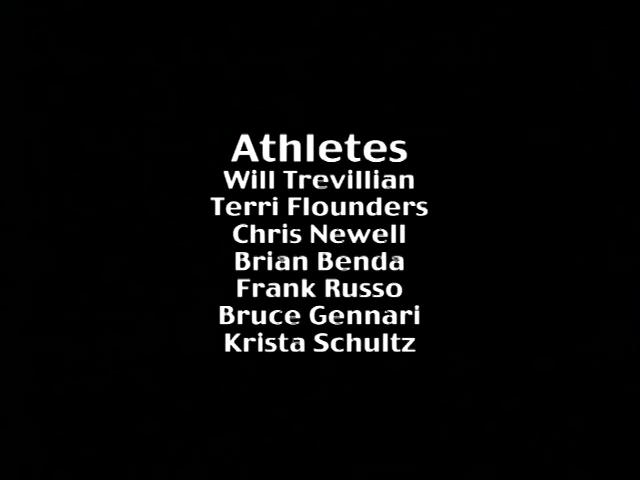 Athletes
Will Trevillian
Terri Flounders
Chris Newell
Brian Benda
Frank Russo
Bruce Gennari
Krista Schultz